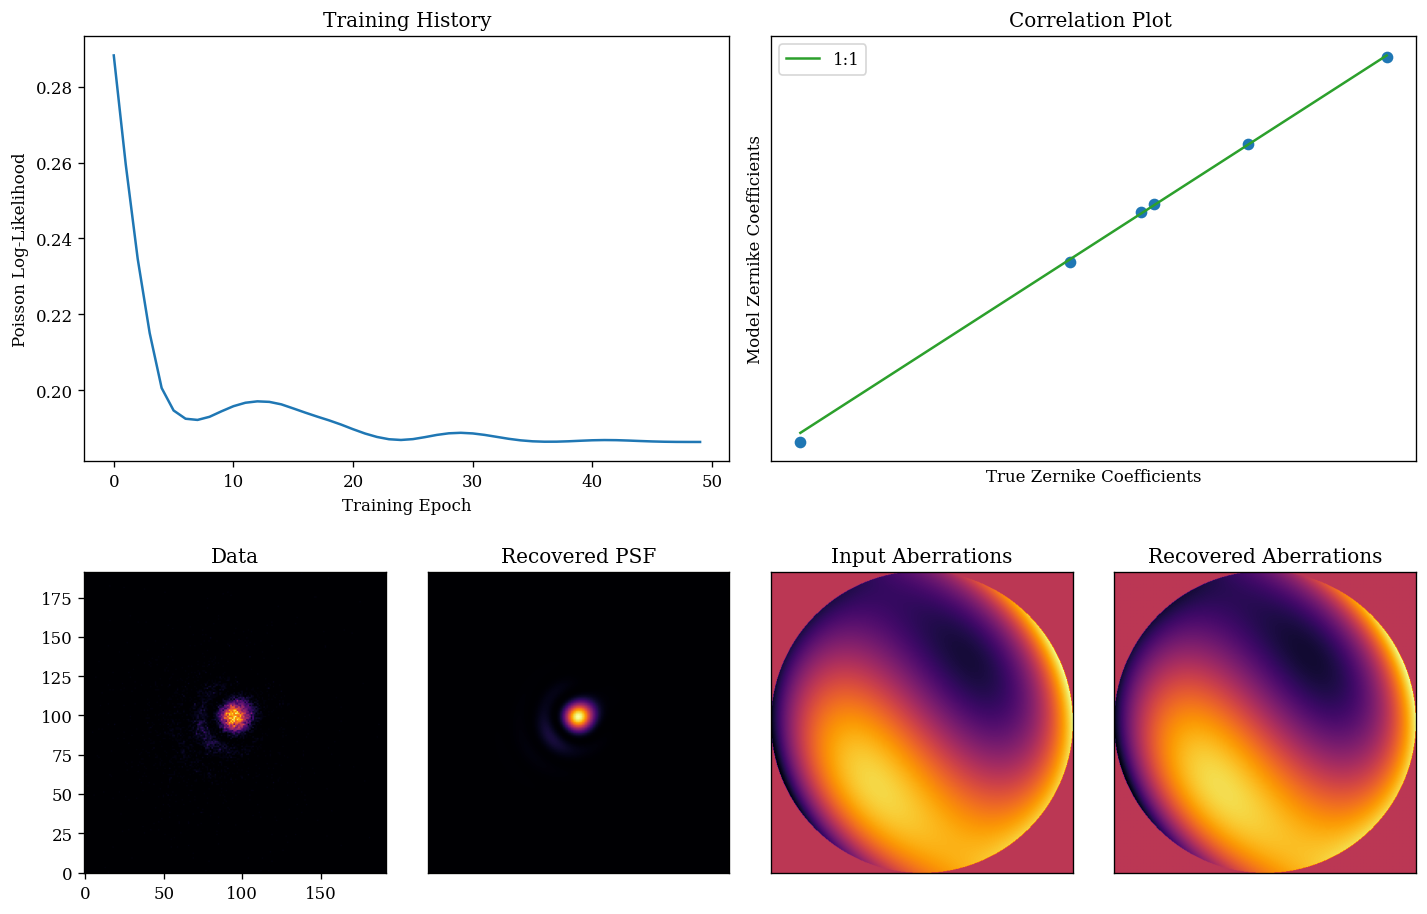 Training History
Poisson Log-Likelihood
0.28
0.26
0.24
0.22
0.20
0 10 20 30 40 50
Training Epoch
Correlation Plot
1:1
Model Zernike Coefficients
True Zernike Coefficients
Data
175
150
125
100
75
50
25
0
0 50 100 150
Recovered PSF
Input Aberrations
Recovered Aberrations